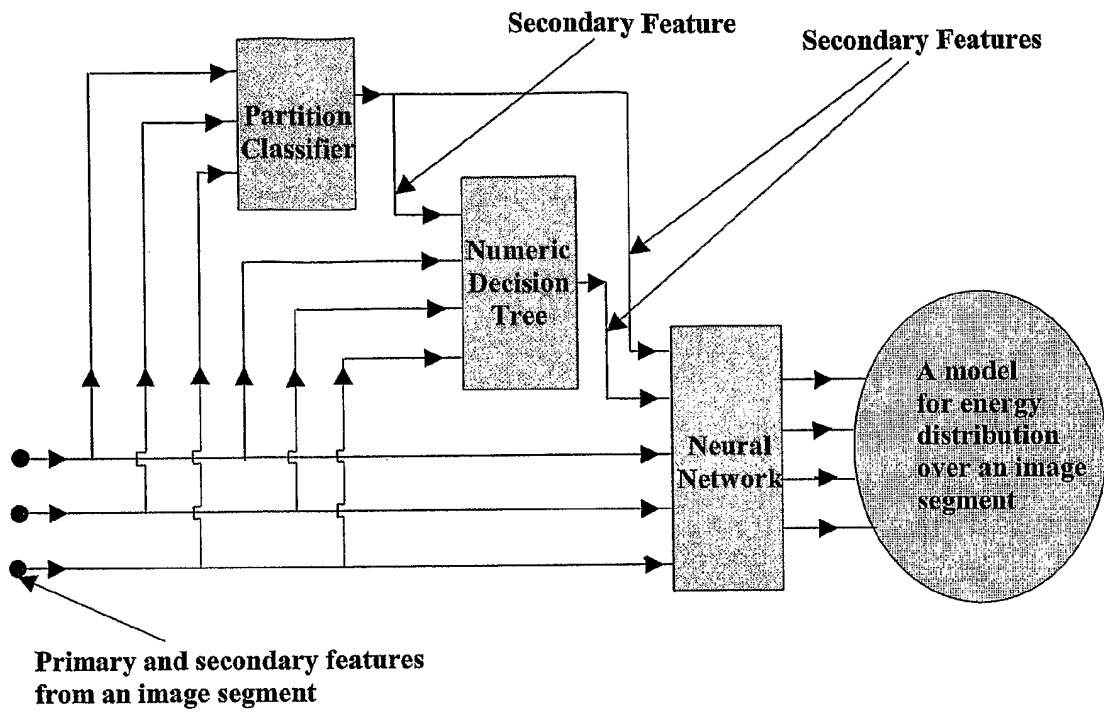 Secondary Feature
Secondary Features
Partition
Classifier
Numeric
Decision
Tree
Neural
Network
A model
for energy
distribution
over an image
segment
Primary and secondary features
from an image segment